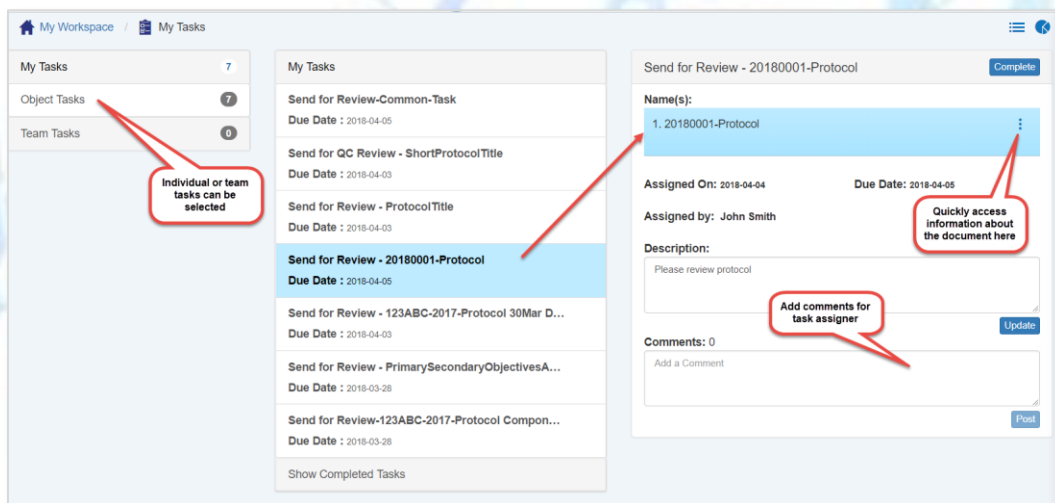 My Workspace / My Tasks
My Tasks 7
Object Tasks 7
Team Tasks 0
Individual or team
tasks can be
selected
My Tasks
Send for Review-Common-Task
Due Date : 2018-04-05
Send for QC Review - ShortProtocolTitle
Due Date : 2018-04-03
Send for Review - ProtocolTitle
Due Date : 2018-04-03
Send for Review - 20180001-Protocol
Due Date : 2018-04-05
Send for Review - 123ABC-2017-Protocol 30Mar D...
Due Date : 2018-04-03
Send for Review - PrimarySecondaryObjectivesA...
Due Date : 2018-03-28
Send for Review-123ABC-2017-Protocol Compon...
Due Date : 2018-03-28
Show Completed Tasks
Send for Review - 20180001-Protocol
Complete
Name(s):
1. 20180001-Protocol
Assigned On: 2018-04-04 Due Date: 2018-04-05
Assigned by: John Smith
Quickly access
information about
the document here
Description:
Please review protocol
Add comments for
task assigner
Update
Comments: 0
Add a Comment
Post